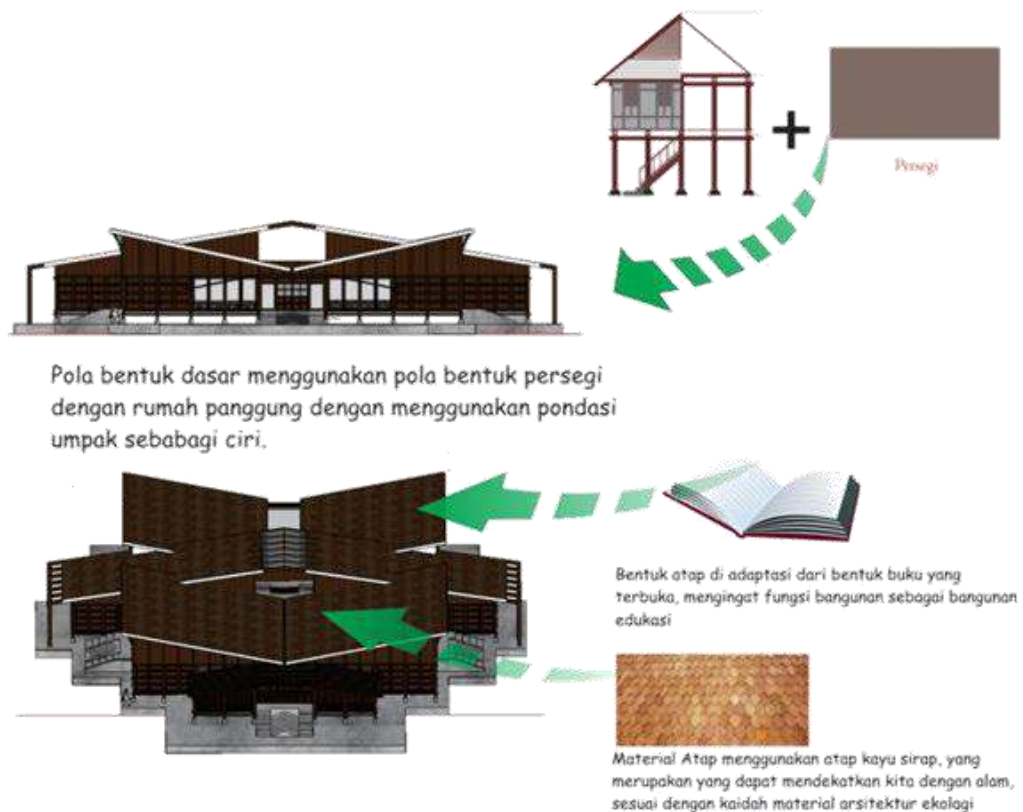 Persegi
Pola bentuk dasar menggunakan pola bentuk persegi
dengan rumah panggung dengan menggunakan pondasi
umpak sebabagi ciri.
Bentuk atap di adaptasi dari bentuk buku yang
terbuka, mengingat fungsi bangunan sebagai bangunan
edukasi
Material Atap menggunakan atap kayu sirap, yang
merupakan yang dapat mendekatkan kita dengan alam,
sesuai dengan kaidah material arsitektur ekologi